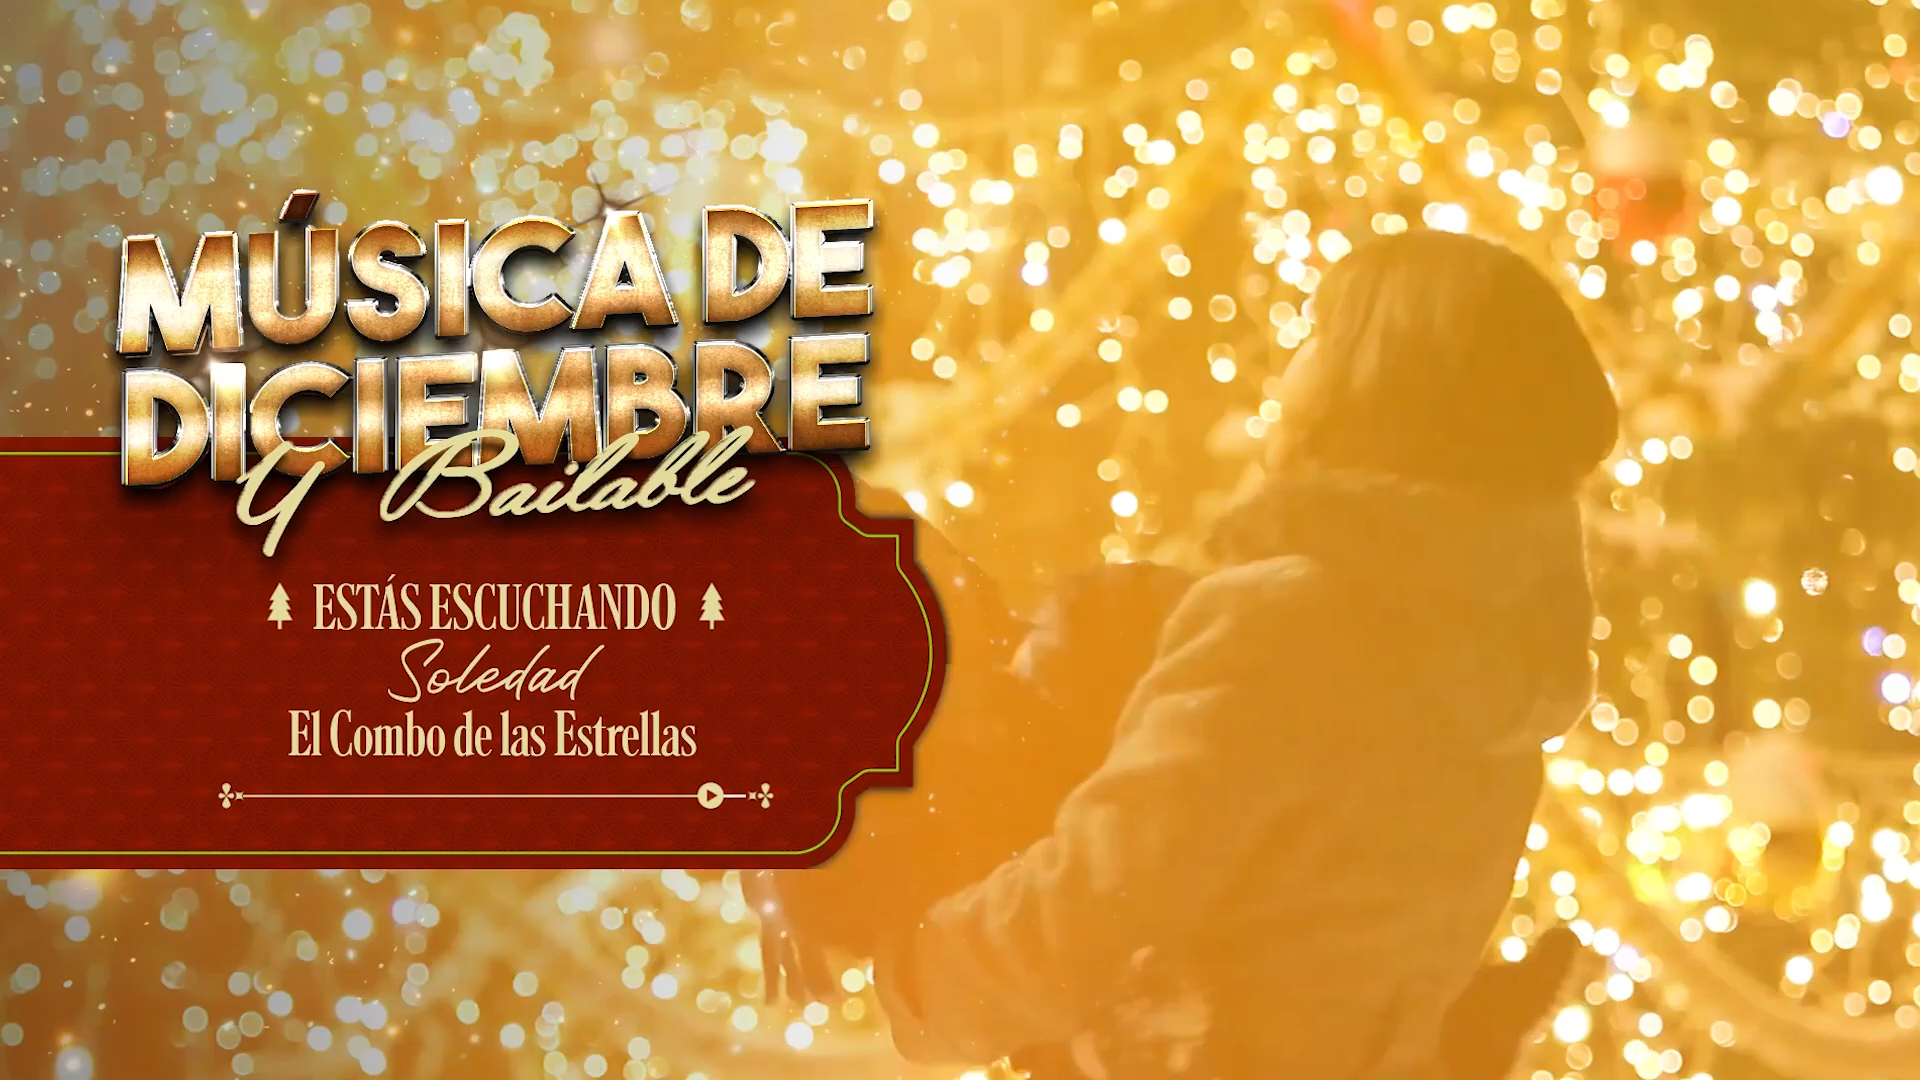 MÚSICA DE
DICIEMBRE
y Bailable
ESTÁS ESCUCHANDO
Soledad
El Combo de las Estrellas